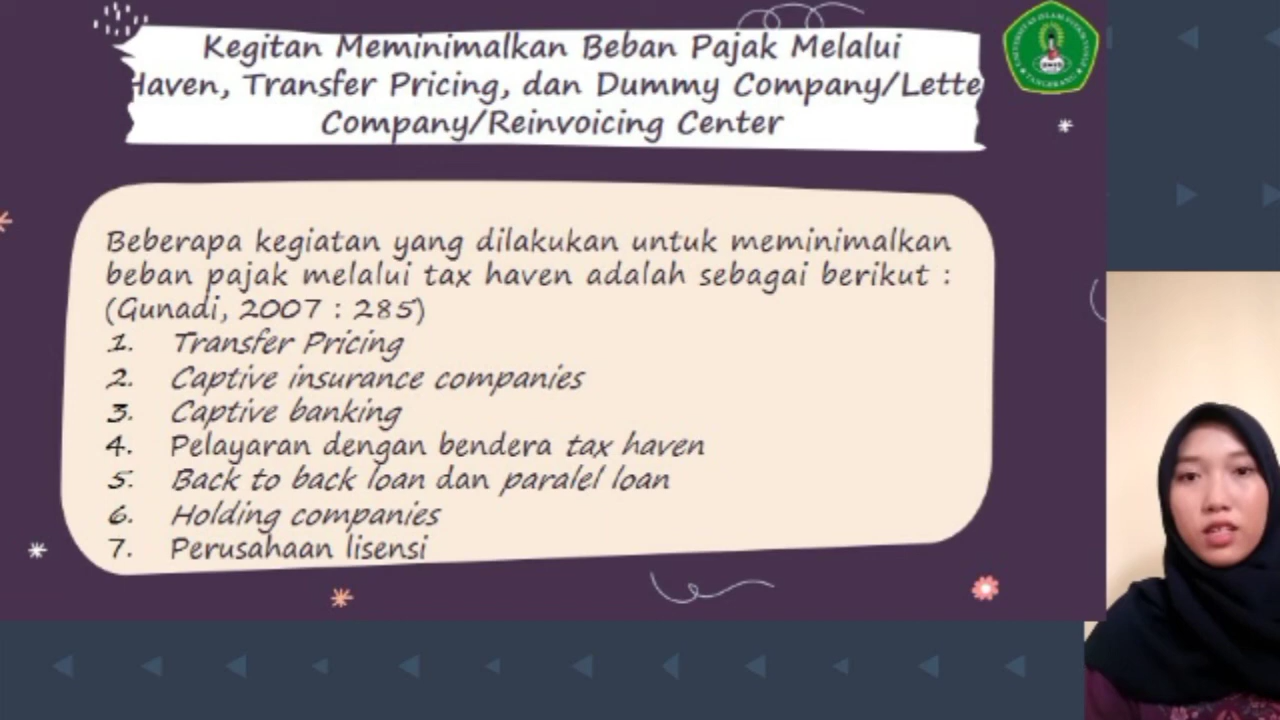 Kegitan Meminimalkan Beban Pajak Melalui
Haven, Transfer Pricing, dan Dummy Company/Lette
Company/Reinvoicing Center
Beberapa kegiatan yang dilakukan untuk meminimalkan
beban pajak melalui tax haven adalah sebagai berikut :
(Gunadi, 2007 : 285)
1. Transfer Pricing
2. Captive insurance companies
3. Captive banking
4. Pelayaran dengan bendera tax haven
5. Back to back loan dan paralel loan
6. Holding companies
7. Perusahaan lisensi